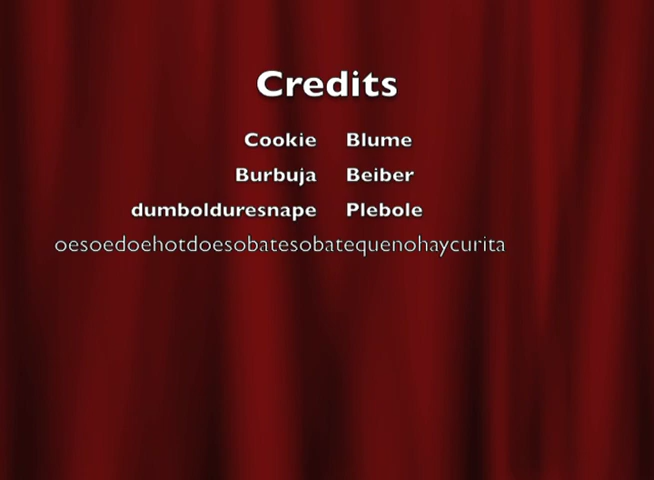 Credits
Cookie Blume
Burbuja Beiber
dumbolduresnape Plebole
oesoedoehotdoesobatesobatequenohaycurita